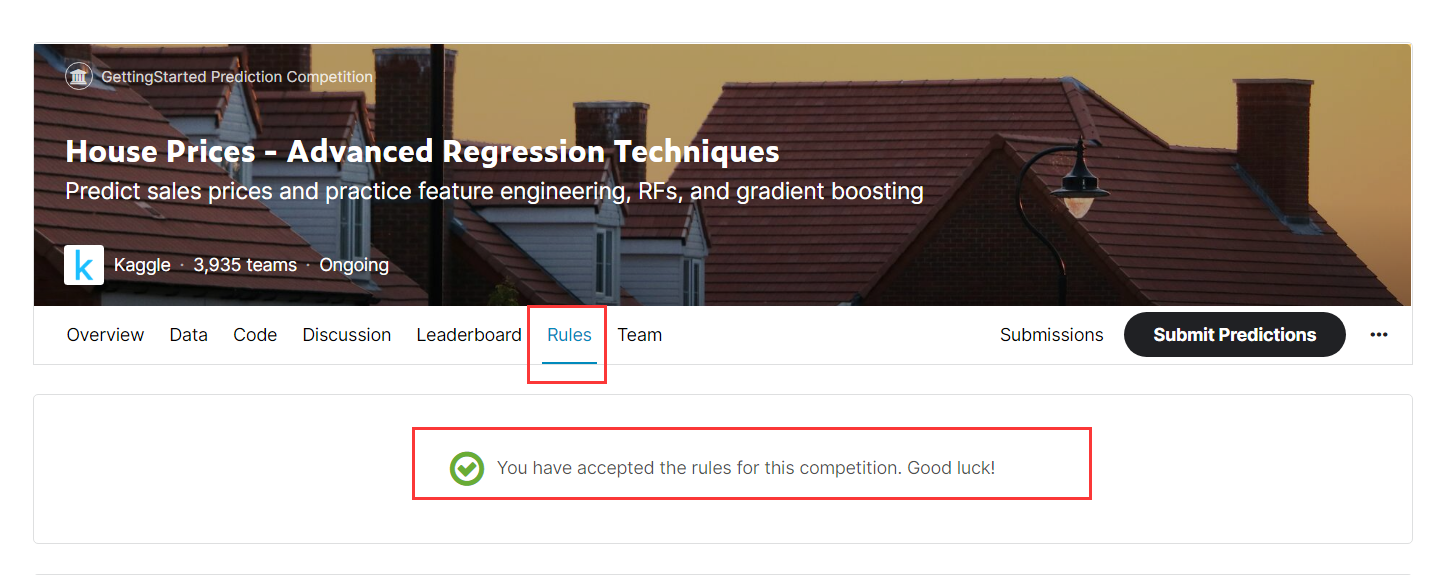 GettingStarted Prediction Competition
House Prices - Advanced Regression Techniques
Predict sales prices and practice feature engineering, RFs, and gradient boosting
k Kaggle · 3,935 teams · Ongoing
Overview Data Code Discussion Leaderboard Rules Team Submissions Submit Predictions
You have accepted the rules for this competition. Good luck!